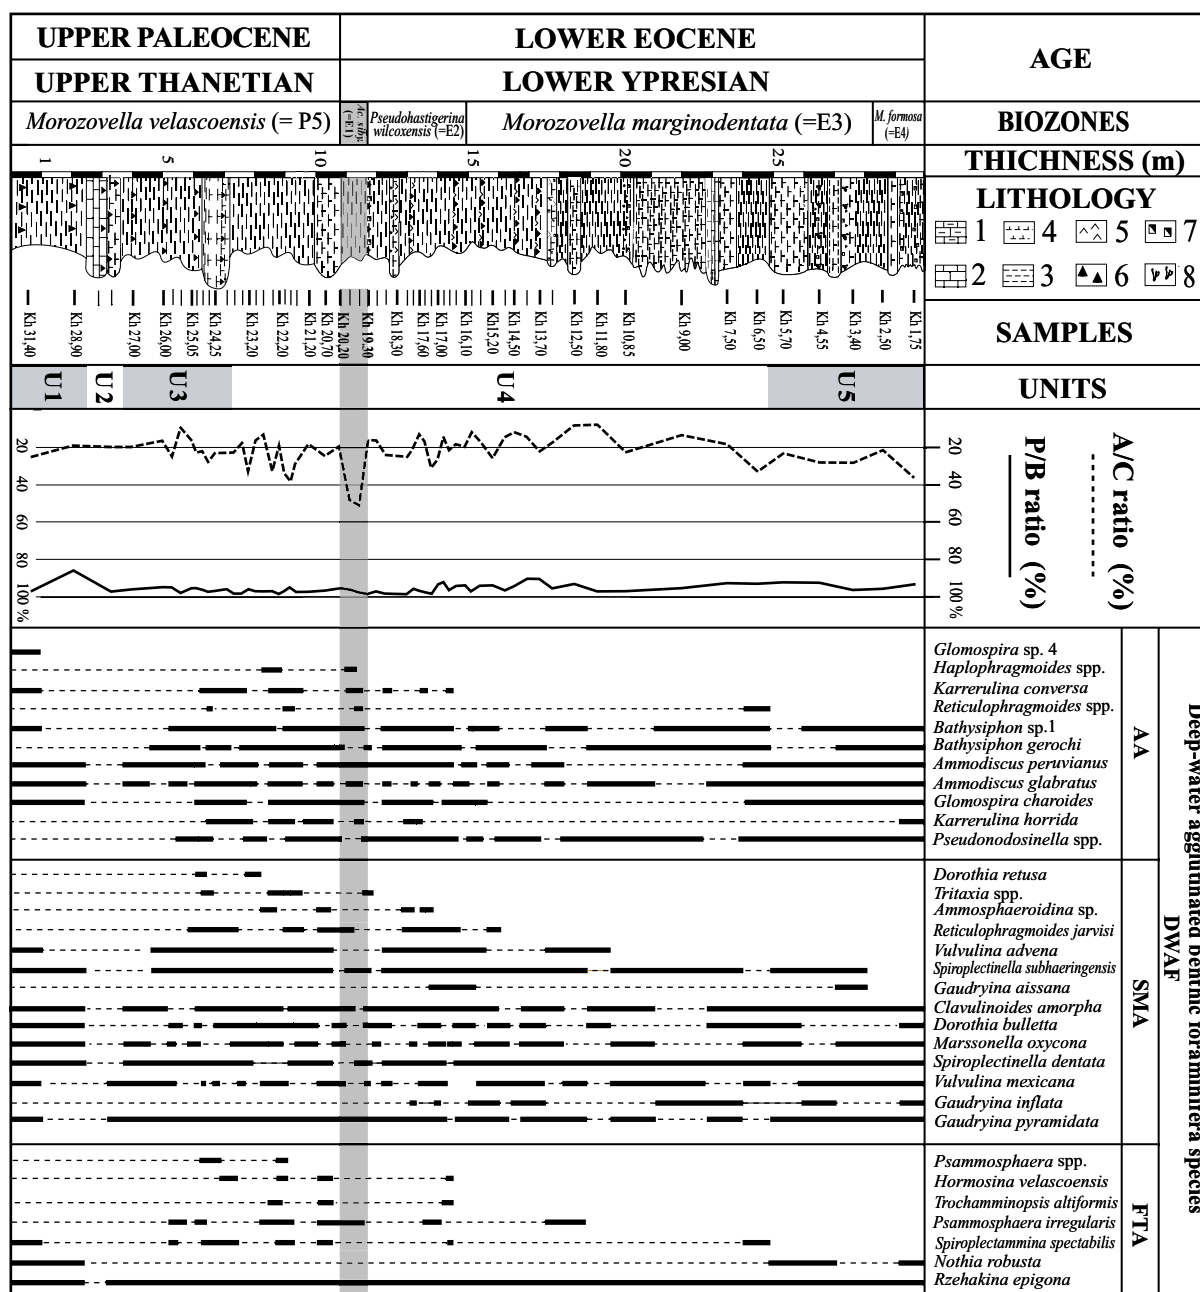 UPPER PALEOCENE
LOWER EOCENE
AGE
UPPER THANETIAN
LOWER YPRESIAN
Morozovella velascoensis (= P5)
Ac. sibay.
(=E1)
Pseudohastigerina
wilcoxensis (=E2)
Morozovella marginodentata (=E3)
M. formosa
(=E4)
BIOZONES
1 5 10 15 20 25
THICHNESS (m)
LITHOLOGY
1 4 5 7
2 3 6 8
Kh 31,40
Kh 28,90
Kh 27,00
Kh 26,00
Kh 25,05
Kh 24,25
Kh 23,20
Kh 22,20
Kh 21,20
Kh 20,70
Kh 20,20
Kh 19,30
Kh 18,30
Kh 17,60
Kh 17,00
Kh 16,10
Kh15,20
Kh 14,50
Kh 13,70
Kh 12,50
Kh 11,80
Kh 10,85
Kh 9,00
Kh 7,50
Kh 6,50
Kh 5,70
Kh 4,55
Kh 3,40
Kh 2,50
Kh 1,75
SAMPLES
U1 U2 U3 U4 U5
UNITS
20
40
60
80
100 %
20
40
60
80
100 %
P/B ratio (%)
A/C ratio (%)
Glomospira sp. 4
Haplophragmoides spp.
Karrerulina conversa
Reticulophragmoides spp.
Bathysiphon sp.1
Bathysiphon gerochi
Ammodiscus peruvianus
Ammodiscus glabratus
Glomospira charoides
Karrerulina horrida
Pseudonodosinella spp.
AA
Dorothia retusa
Tritaxia spp.
Ammosphaeroidina sp.
Reticulophragmoides jarvisi
Vulvulina advena
Spiroplectinella subhaeringensis
Gaudryina aissana
Clavulinoides amorpha
Dorothia bulletta
Marssonella oxycona
Spiroplectinella dentata
Vulvulina mexicana
Gaudryina inflata
Gaudryina pyramidata
SMA
Psammosphaera spp.
Hormosina velascoensis
Trochamminopsis altiformis
Psammosphaera irregularis
Spiroplectammina spectabilis
Nothia robusta
Rzehakina epigona
FTA
Deep-water agglutinated benthic foraminifera species
DWAF